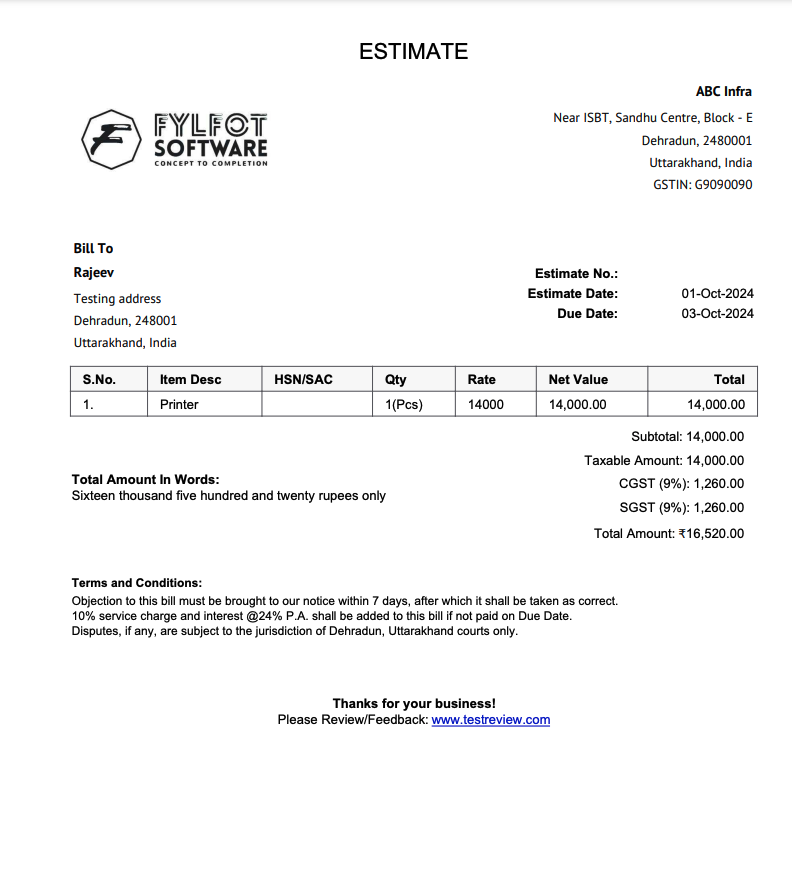 ESTIMATE
FYLFOT
SOFTWARE
CONCEPT TO COMPLETION
ABC Infra
Near ISBT, Sandhu Centre, Block - E
Dehradun, 2480001
Uttarakhand, India
GSTIN: G9090090
Bill To
Rajeev
Testing address
Dehradun, 248001
Uttarakhand, India
Estimate No.:
Estimate Date: 01-Oct-2024
Due Date: 03-Oct-2024
S.No. Item Desc HSN/SAC Qty Rate Net Value Total
1. Printer 1(Pcs) 14000 14,000.00 14,000.00
Subtotal: 14,000.00
Taxable Amount: 14,000.00
CGST (9%): 1,260.00
SGST (9%): 1,260.00
Total Amount: ₹16,520.00
Total Amount In Words:
Sixteen thousand five hundred and twenty rupees only
Terms and Conditions:
Objection to this bill must be brought to our notice within 7 days, after which it shall be taken as correct.
10% service charge and interest @24% P.A. shall be added to this bill if not paid on Due Date.
Disputes, if any, are subject to the jurisdiction of Dehradun, Uttarakhand courts only.
Thanks for your business!
Please Review/Feedback: www.testreview.com